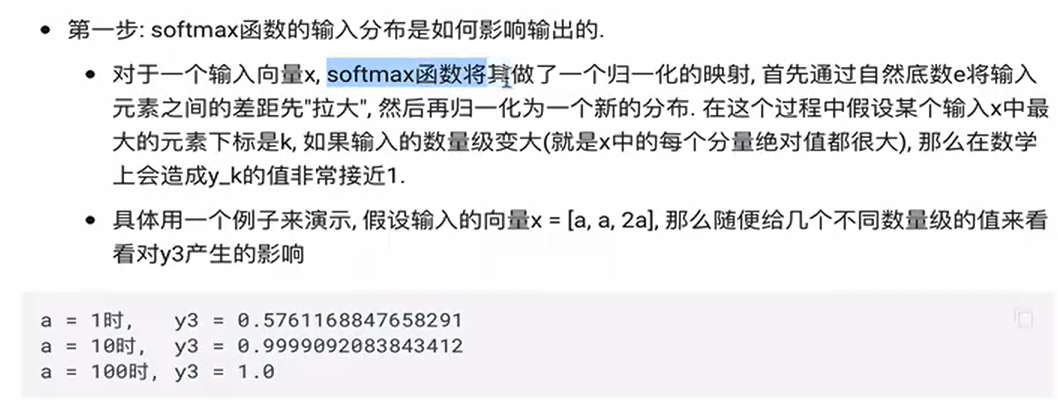 第一步: softmax函数的输入分布是如何影响输出的.
对于一个输入向量x, softmax函数将其做了一个归一化的映射, 首先通过自然底数e将输入
元素之间的差距先"拉大", 然后再归一化为一个新的分布. 在这个过程中假设某个输入x中最
大的元素下标是k, 如果输入的数量级变大(就是x中的每个分量绝对值都很大), 那么在数学
上会造成y_k的值非常接近1.
具体用一个例子来演示, 假设输入的向量x = [a, a, 2a], 那么随便给几个不同数量级的值来看
看对y3产生的影响
a = 1时,   y3 = 0.5761168847658291
a = 10时,  y3 = 0.9999092083843412
a = 100时, y3 = 1.0